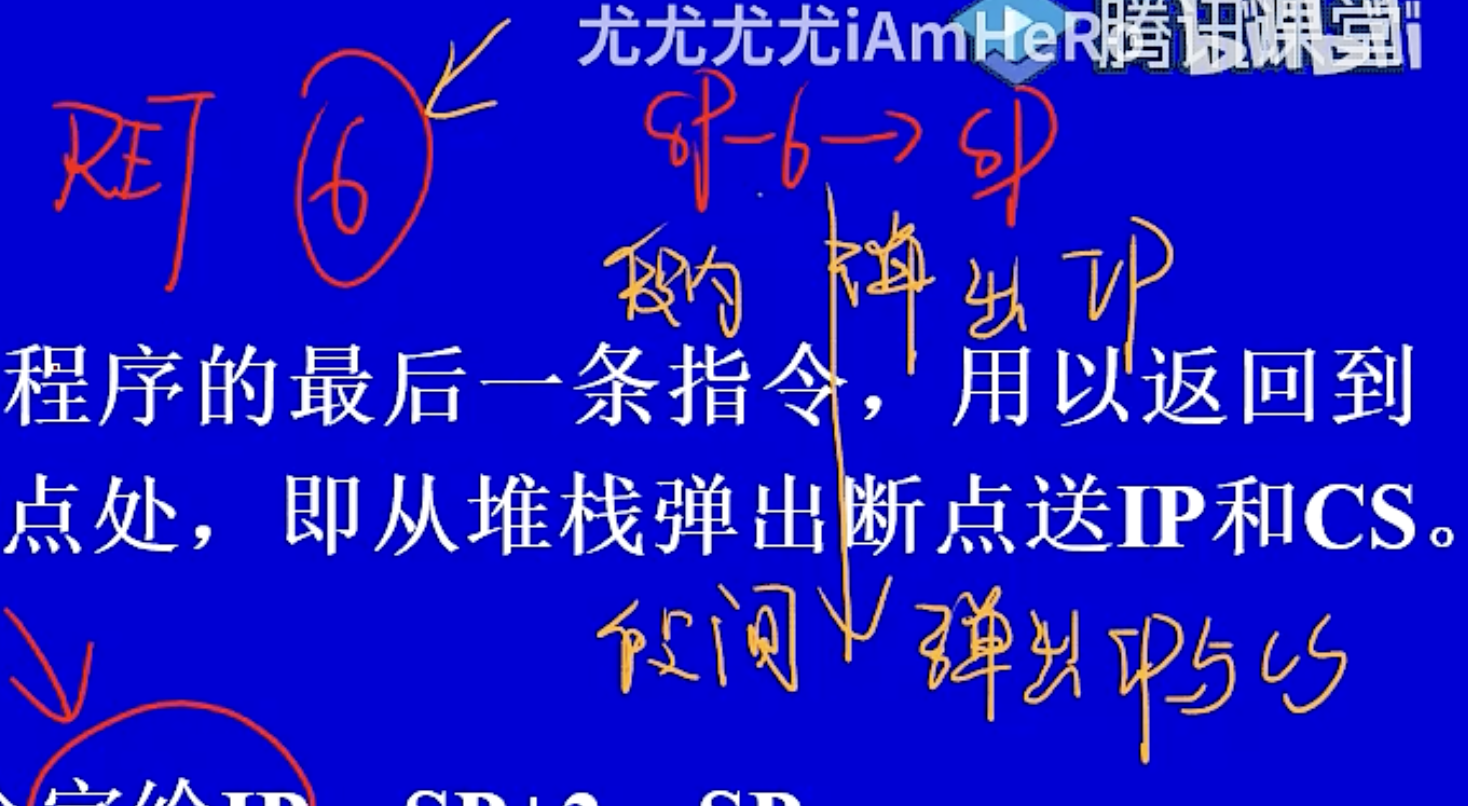 尤尤尤尤iAmHeRo 腾讯课堂
RET 6 SP-6→SP
段内 弹出IP
程序的最后一条指令，用以返回到
点处，即从堆栈弹出断点送IP和CS。
段间 弹出IP与CS
字给IP，SP+2→SP